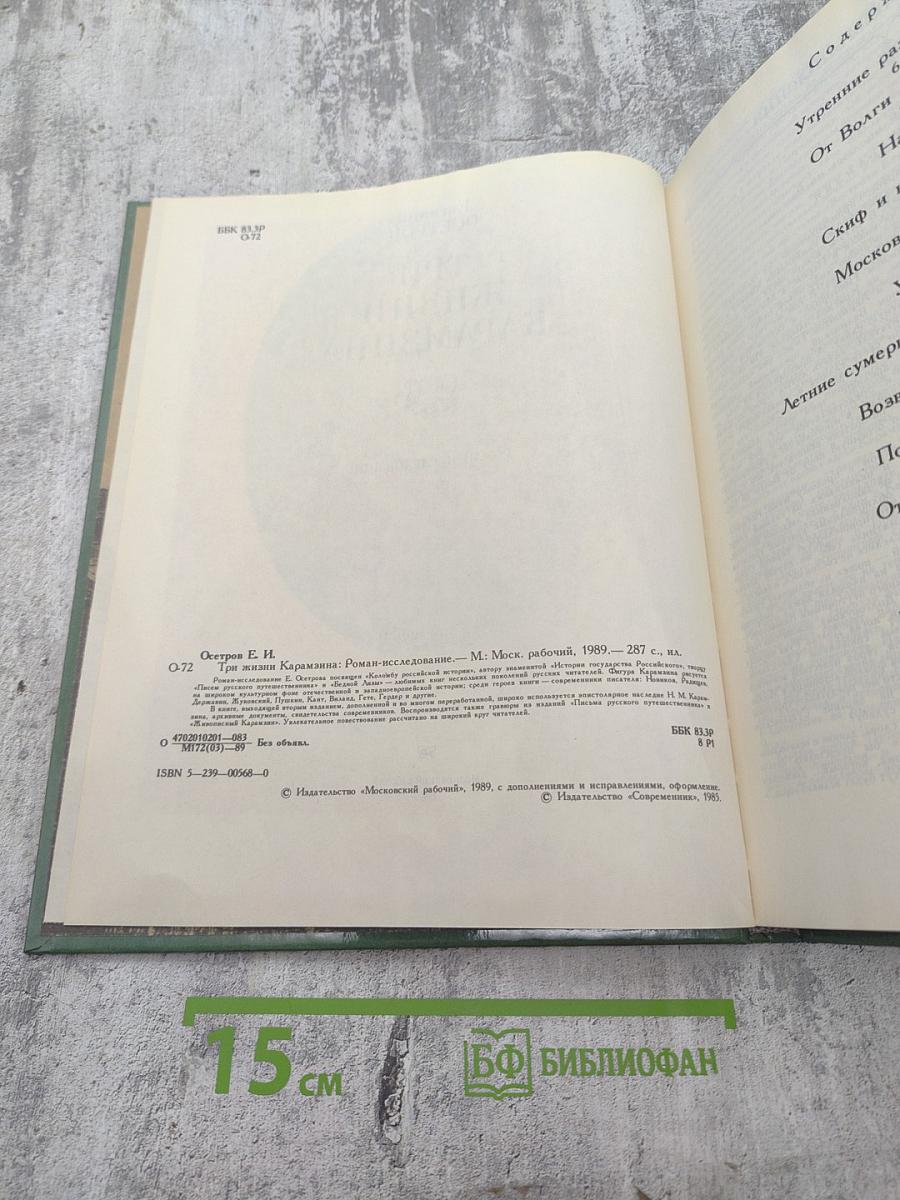 ББК 83.3Р
О-72
Осетров Е. И.
О-72 Три жизни Карамзина: Роман-исследование.— М.: Моск. рабочий, 1989.— 287 с., ил.
Роман-исследование Е. Осетрова посвящен «Колумбу российской истории», автору знаменитой «Истории государства Российского», творцу
«Писем русского путешественника» и «Бедной Лизы» — любимых книг нескольких поколений русских читателей. Фигура Карамзина рисуется
на широком культурном фоне отечественной и западноевропейской истории; среди героев книги — современники писателя: Новиков, Радищев,
Державин, Жуковский, Пушкин, Кант, Виланд, Гете, Гердер и другие.
В книге, выходящей вторым изданием, дополненной и во многом переработанной, широко используется эпистолярное наследие Н. М. Карам-
зина, архивные документы, свидетельства современников. Воспроизводятся также гравюры из изданий «Письма русского путешественника» и
«Живописный Карамзин». Увлекательное повествование рассчитано на широкий круг читателей.
О 4702010201—083
М172(03)—89 Без объявл.
ББК 83.3Р
8 Р1
ISBN 5—239—00568—0
© Издательство «Московский рабочий», 1989, с дополнениями и исправлениями, оформление.
© Издательство «Современник», 1985.
Содерж
Утренние раз
От Волги
На
Скиф и
Москов
У
Летние сумер
Возв
По
От
15 см
БФ БИБЛИОФАН